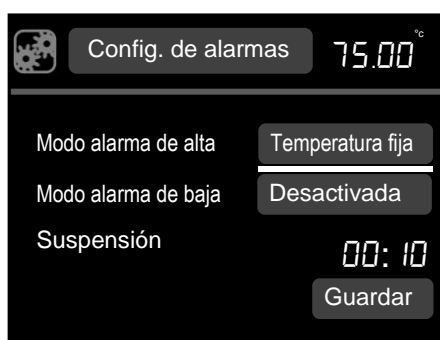 Config. de alarmas 75.00 °c
Modo alarma de alta Temperatura fija
Modo alarma de baja Desactivada
Suspensión 00:10
Guardar